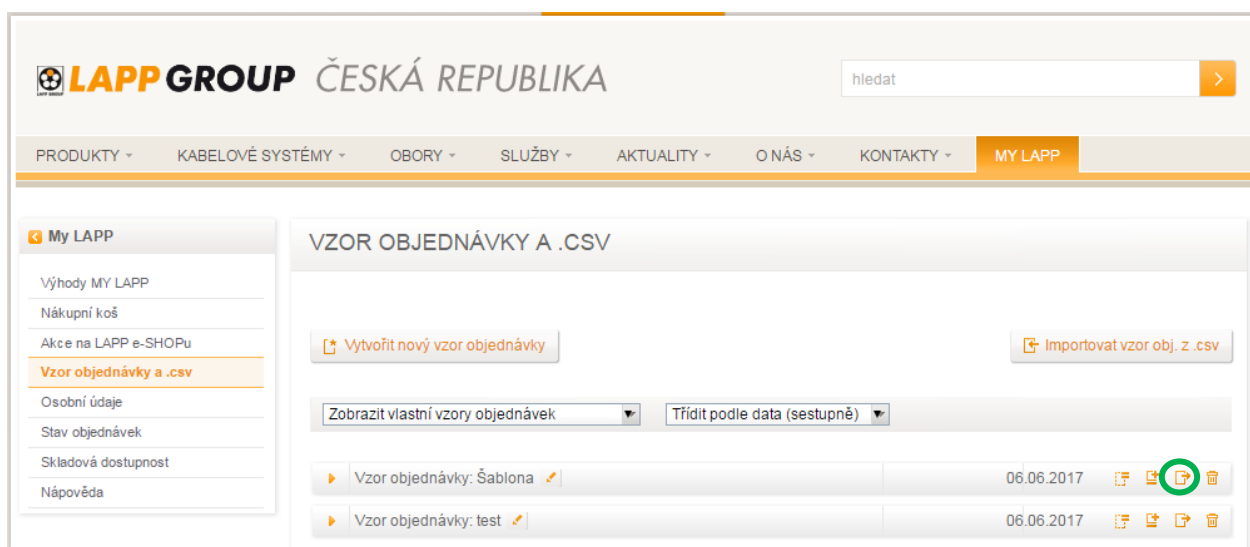 LAPP GROUP ČESKÁ REPUBLIKA
hledat
PRODUKTY KABELOVÉ SYSTÉMY OBORY SLUŽBY AKTUALITY O NÁS KONTAKTY MY LAPP
My LAPP
Výhody MY LAPP
Nákupní koš
Akce na LAPP e-SHOPu
Vzor objednávky a .csv
Osobní údaje
Stav objednávek
Skladová dostupnost
Nápověda
VZOR OBJEDNÁVKY A .CSV
Vytvořit nový vzor objednávky
Importovat vzor obj. z .csv
Zobrazit vlastní vzory objednávek
Třídit podle data (sestupně)
Vzor objednávky: Šablona 06.06.2017
Vzor objednávky: test 06.06.2017